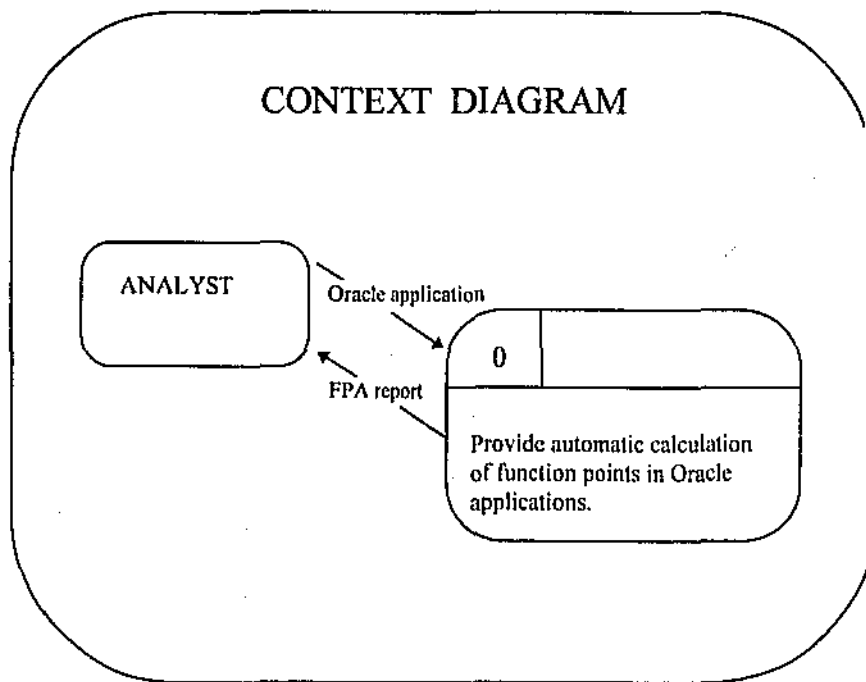 CONTEXT DIAGRAM
ANALYST
Oracle application
0
FPA report
Provide automatic calculation
of function points in Oracle
applications.